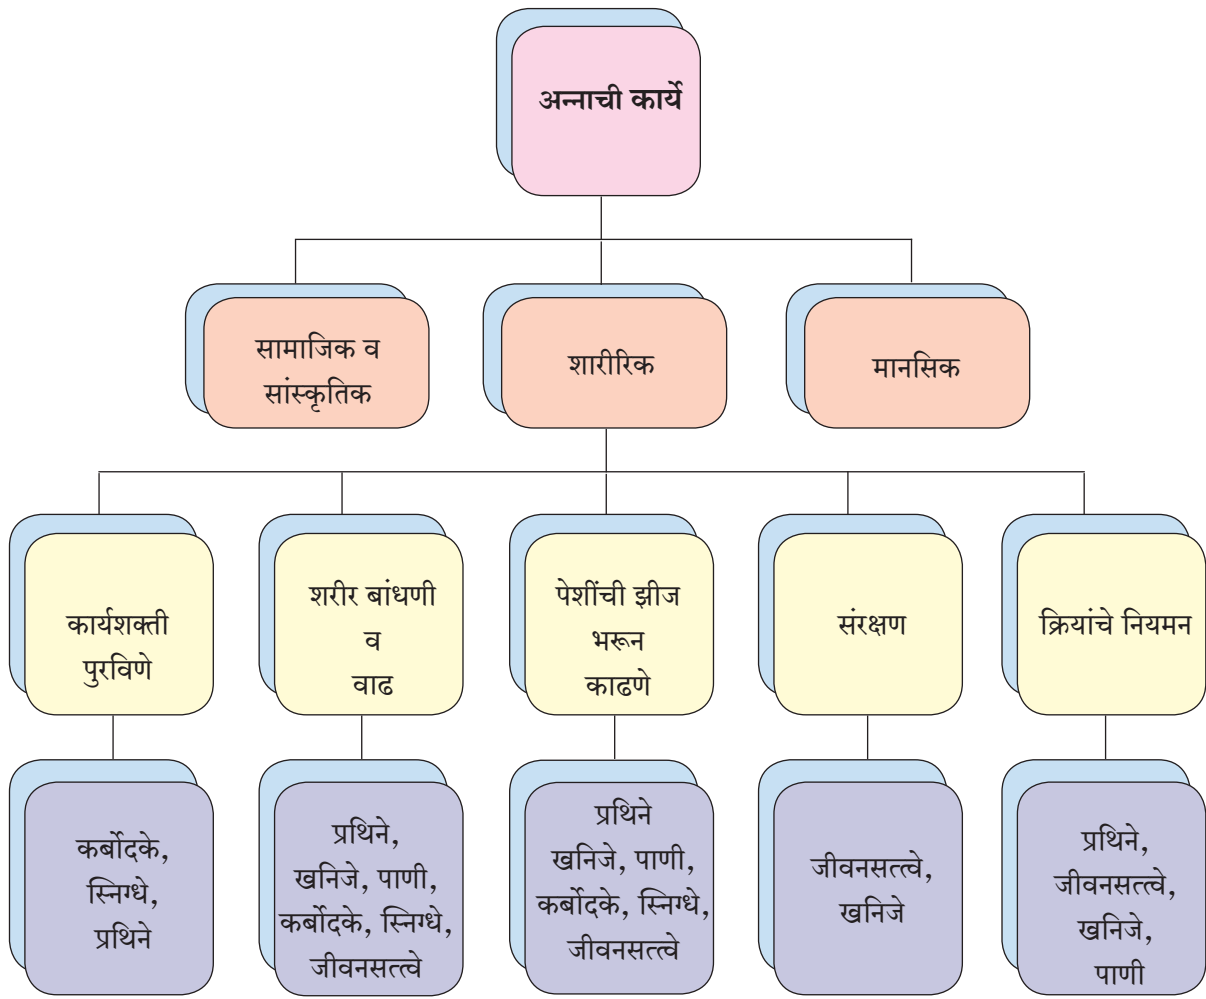 अन्नाची कार्ये
सामाजिक व
सांस्कृतिक
शारीरिक
मानसिक
कार्यशक्ती
पुरविणे
शरीर बांधणी
व
वाढ
पेशींची झीज
भरून
काढणे
संरक्षण
क्रियांचे नियमन
कर्बोदके,
स्निग्धे,
प्रथिने
प्रथिने,
खनिजे, पाणी,
कर्बोदके, स्निग्धे,
जीवनसत्त्वे
प्रथिने
खनिजे, पाणी,
कर्बोदके, स्निग्धे,
जीवनसत्त्वे
जीवनसत्त्वे,
खनिजे
प्रथिने,
जीवनसत्त्वे,
खनिजे,
पाणी